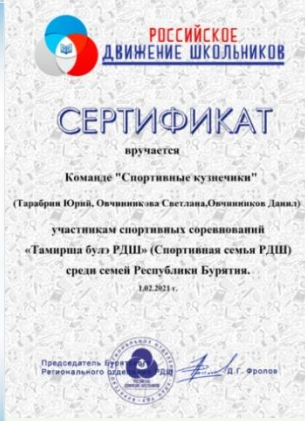 РОССИЙСКОЕ
ДВИЖЕНИЕ ШКОЛЬНИКОВ
СЕРТИФИКАТ
вручается
Команде "Спортивные кузнечики"
(Тарабрин Юрий, Овчинникова Светлана,Овчинников Данил)
участникам спортивных соревнований
«Тамирша булэ РДШ» (Спортивная семья РДШ)
среди семей Республики Бурятия.
1.02.2021 г.
Председатель
Регионального РДШ
Д.Г. Фролов